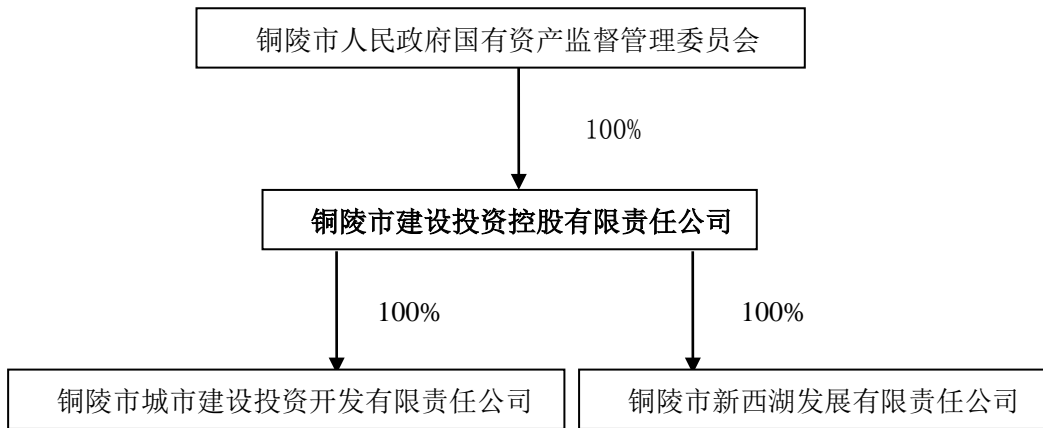 铜陵市人民政府国有资产监督管理委员会
100%
铜陵市建设投资控股有限责任公司
100%
100%
铜陵市城市建设投资开发有限责任公司
铜陵市新西湖发展有限责任公司